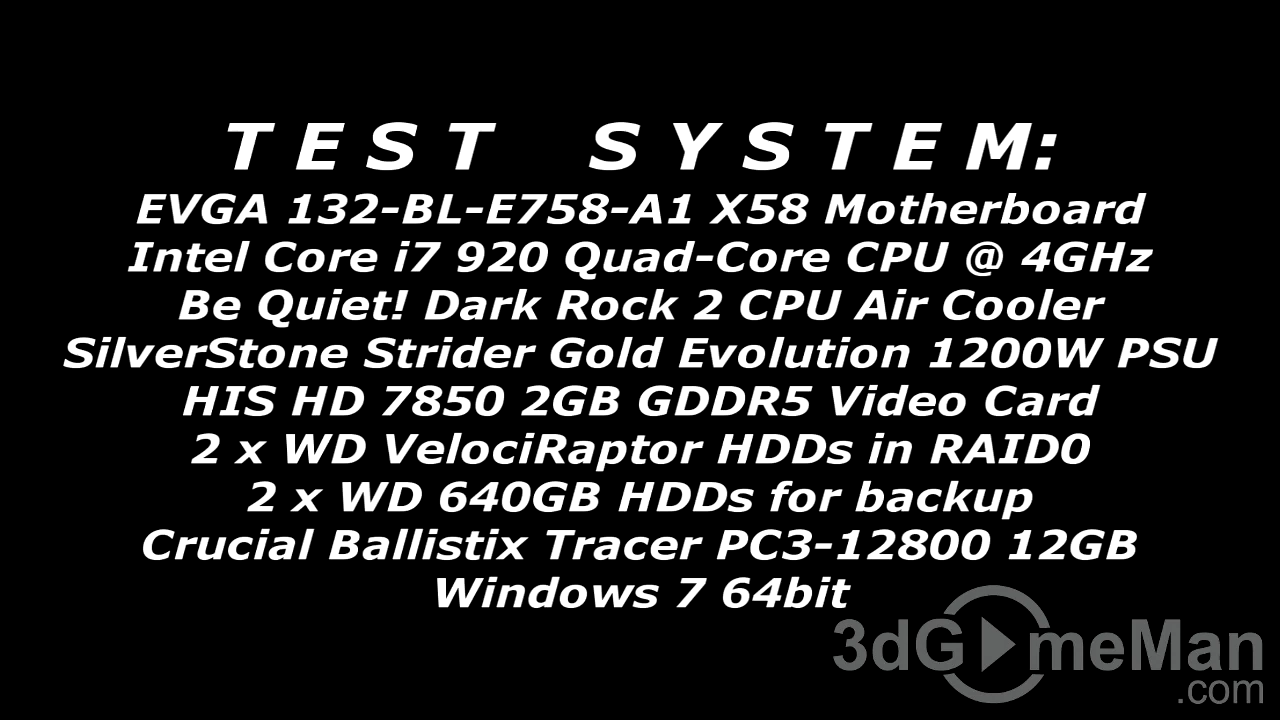 TEST SYSTEM:
EVGA 132-BL-E758-A1 X58 Motherboard
Intel Core i7 920 Quad-Core CPU @ 4GHz
Be Quiet! Dark Rock 2 CPU Air Cooler
SilverStone Strider Gold Evolution 1200W PSU
HIS HD 7850 2GB GDDR5 Video Card
2 x WD VelociRaptor HDDs in RAID0
2 x WD 640GB HDDs for backup
Crucial Ballistix Tracer PC3-12800 12GB
Windows 7 64bit
3dGameMan
.com